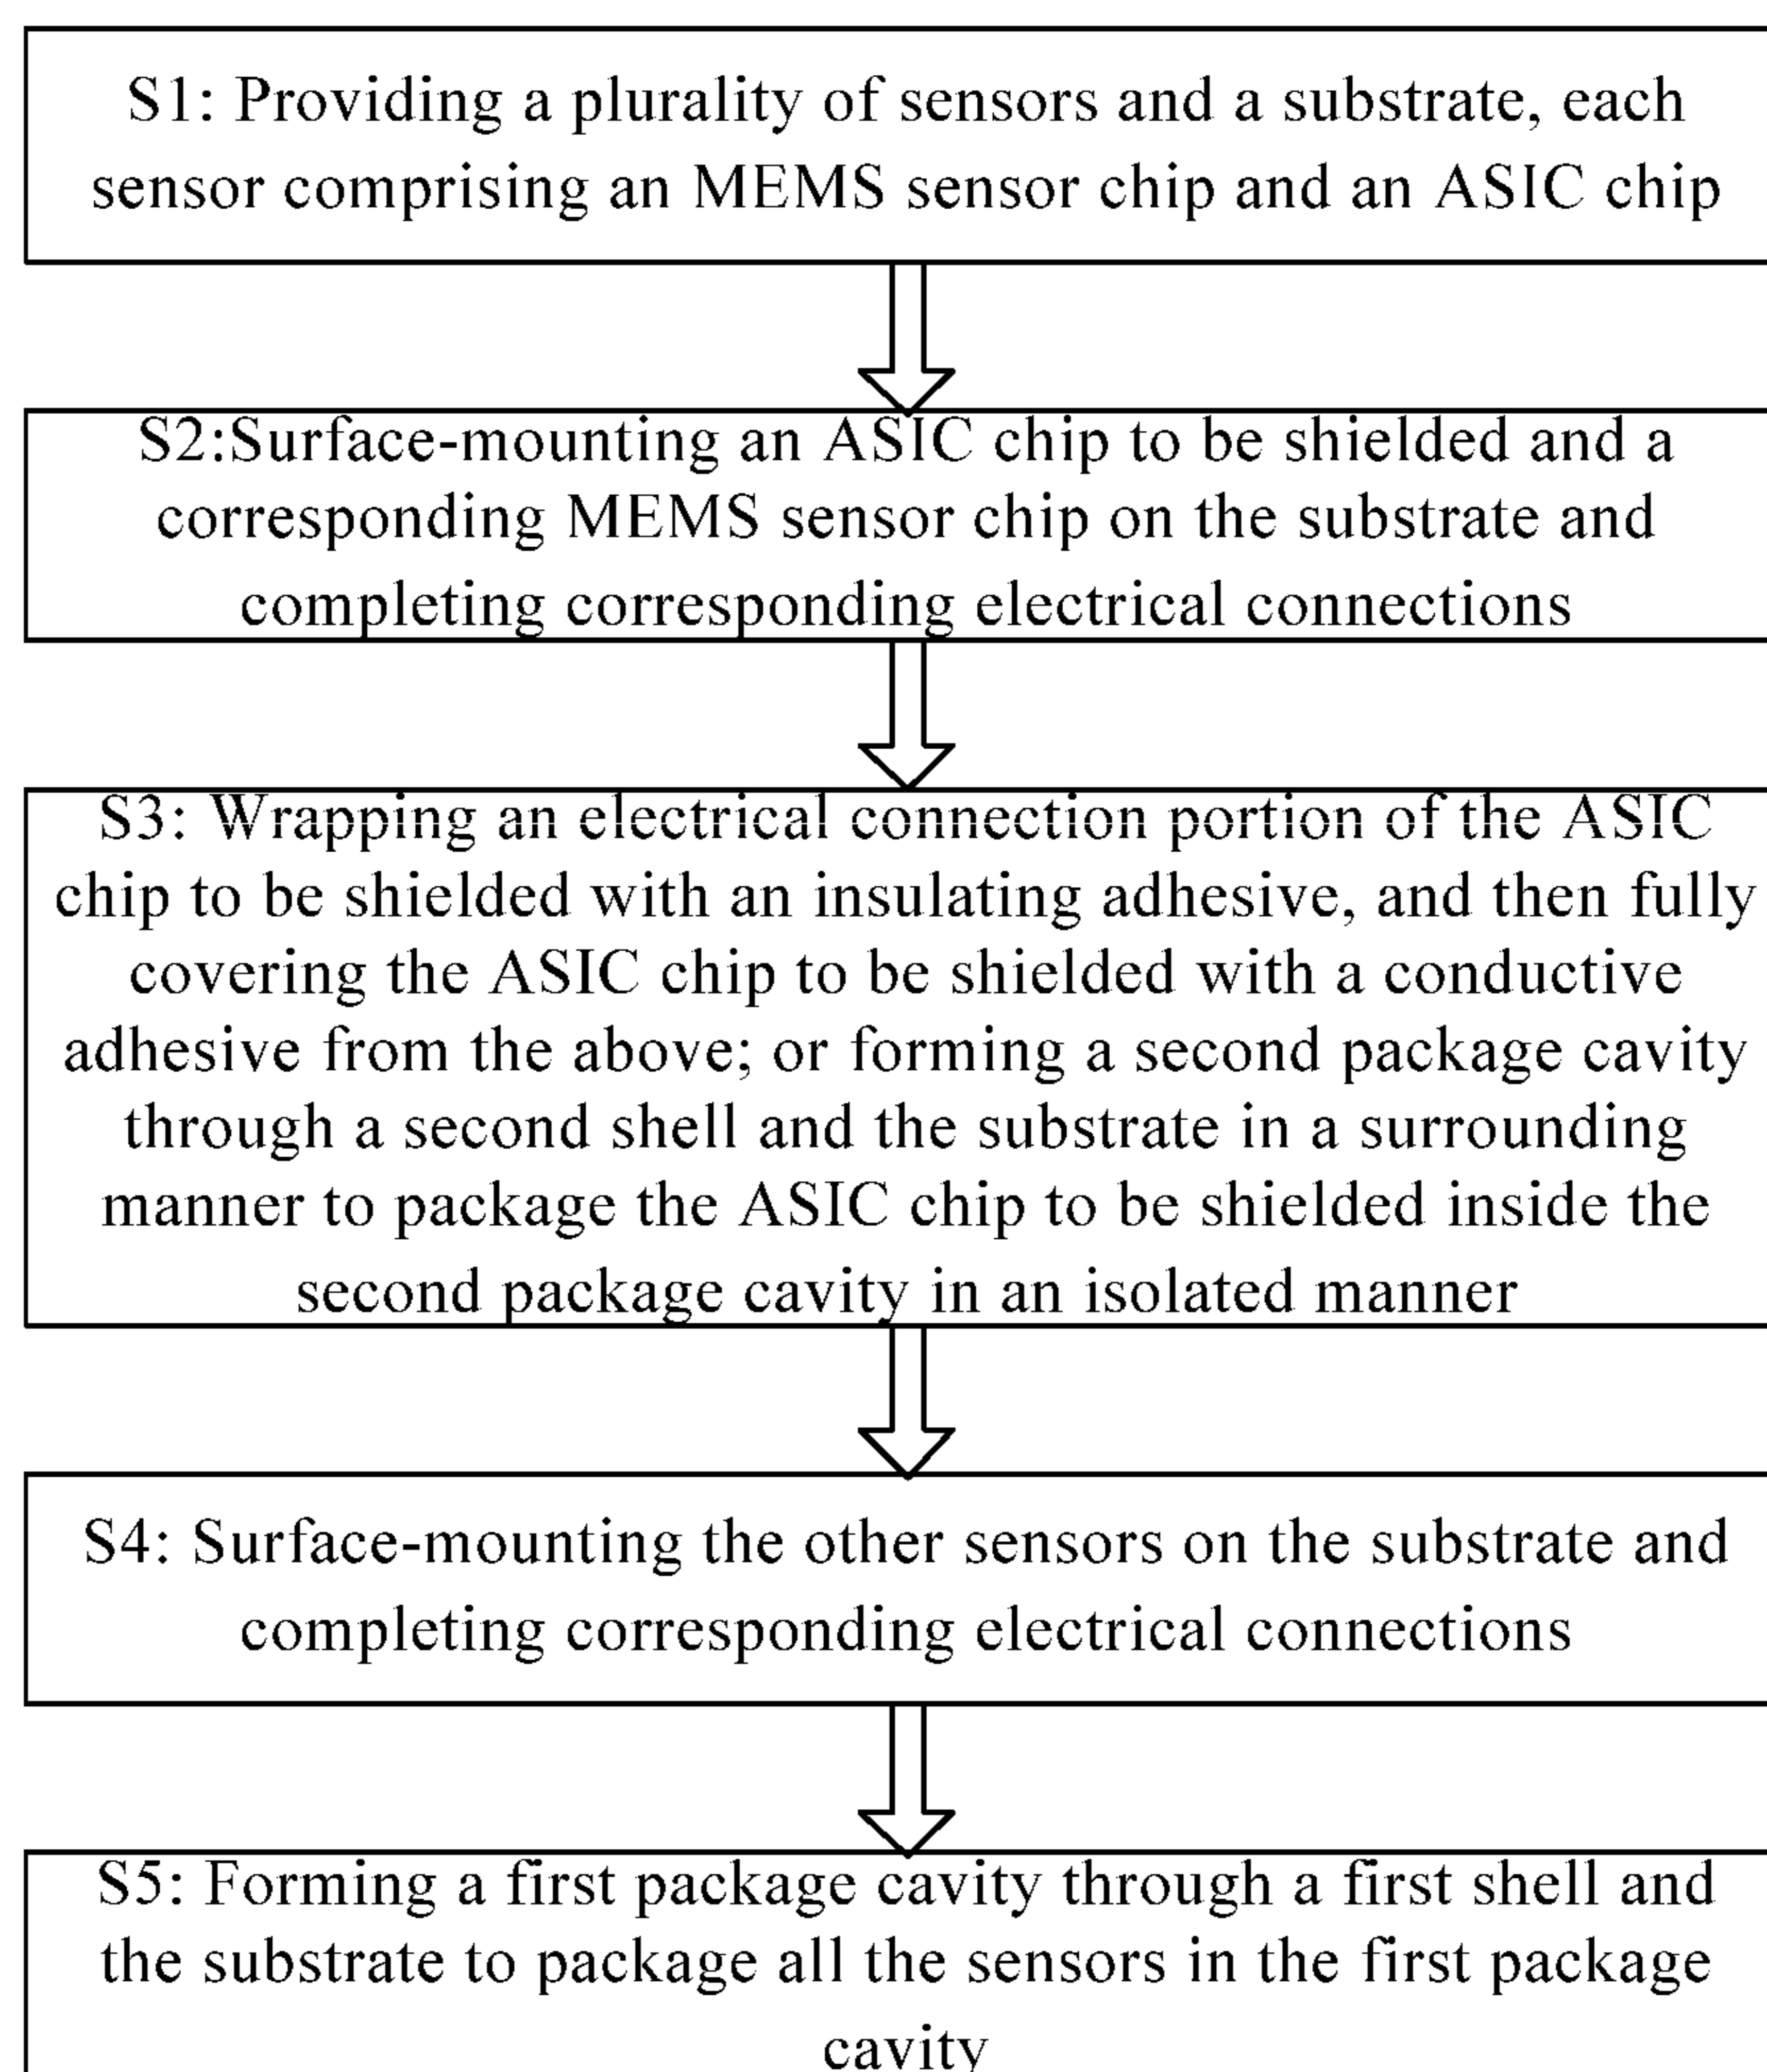 S1: Providing a plurality of sensors and a substrate, each
sensor comprising an MEMS sensor chip and an ASIC chip
S2:Surface-mounting an ASIC chip to be shielded and a
corresponding MEMS sensor chip on the substrate and
completing corresponding electrical connections
S3: Wrapping an electrical connection portion of the ASIC
chip to be shielded with an insulating adhesive, and then fully
covering the ASIC chip to be shielded with a conductive
adhesive from the above; or forming a second package cavity
through a second shell and the substrate in a surrounding
manner to package the ASIC chip to be shielded inside the
second package cavity in an isolated manner
S4: Surface-mounting the other sensors on the substrate and
completing corresponding electrical connections
S5: Forming a first package cavity through a first shell and
the substrate to package all the sensors in the first package
cavity